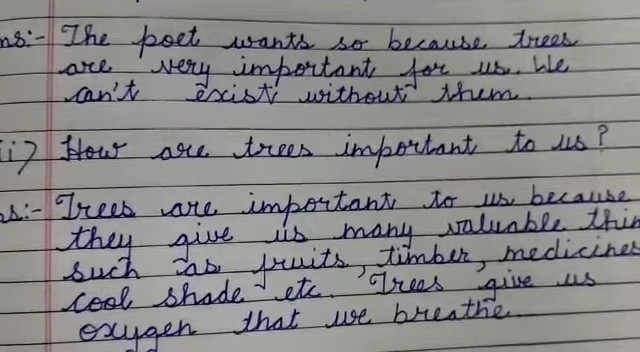 ns:- The poet wants so because trees
are very important for us. We
can't exist without them.
ii) How are trees important to us?
ns:- Trees are important to us because
they give us many valuable thin
such as fruits, timber, medicines
cool shade etc. Trees give us
oxygen that we breathe